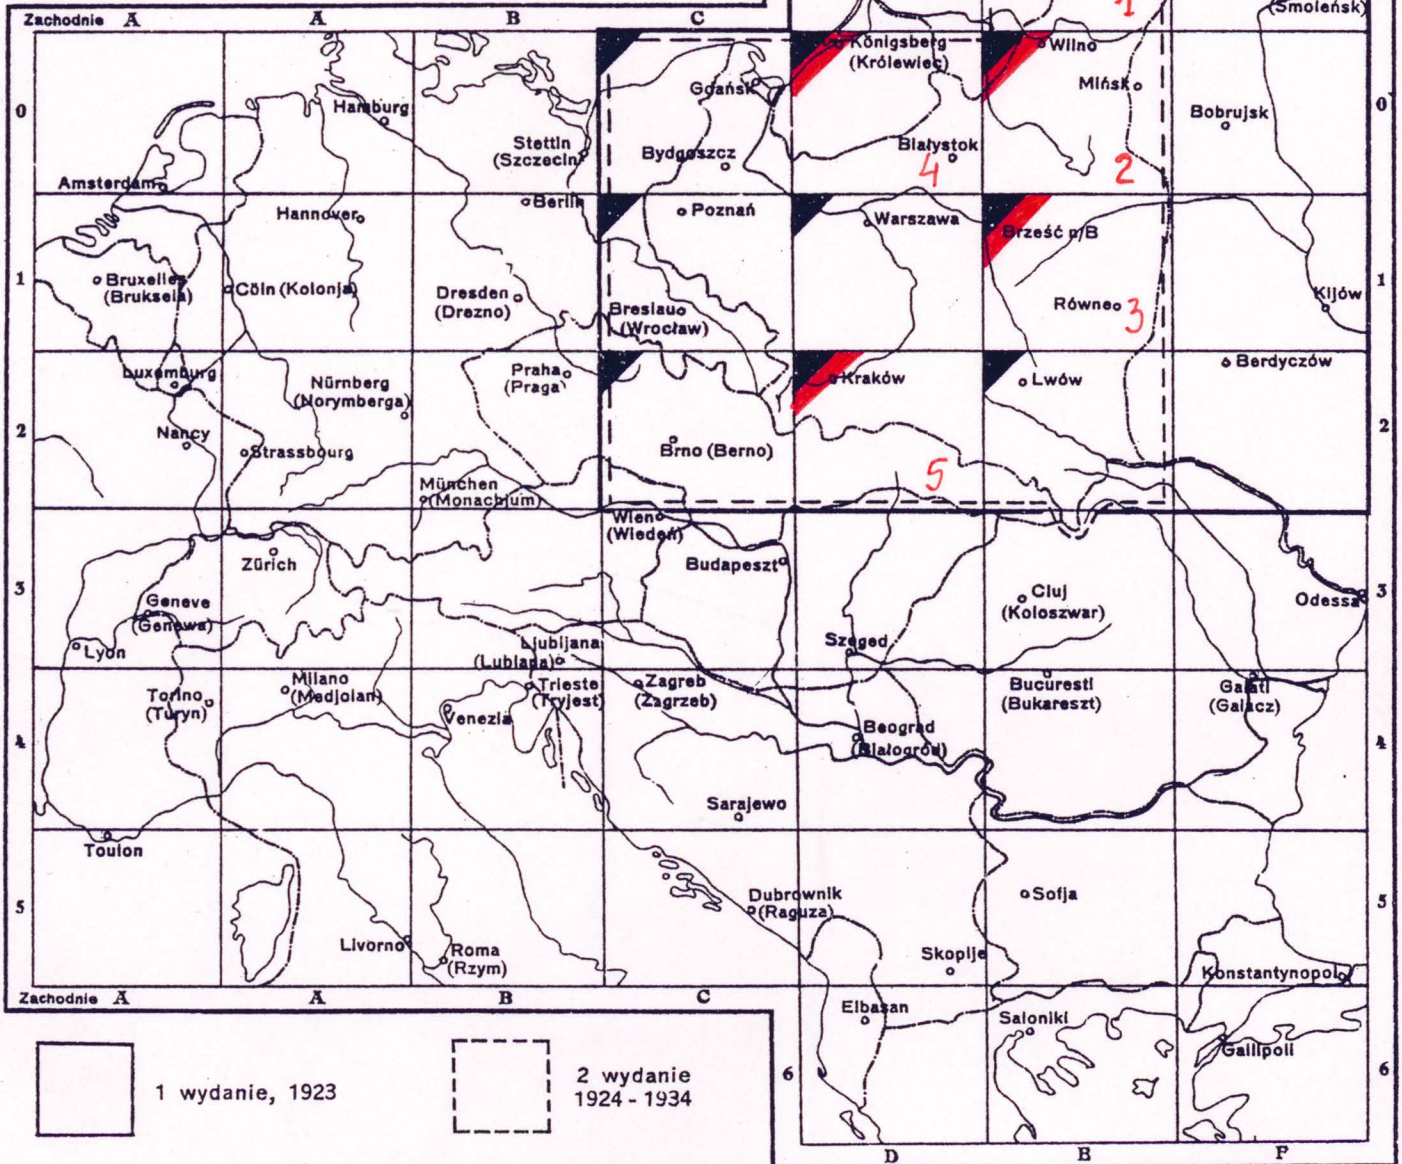 1
(Smoleńsk)
Zachodnie A A B C
Königsberg
(Królewiec)
Wilno
Mińsk
Gdańsk
0
Hamburg
0
Bobrujsk
Stettin
(Szczecin)
Bydgoszcz
Białystok
4
2
Amsterdam
Berlin
Hannover
Poznań
Warszawa
Brześć n/B
1
Bruxelles
(Bruksela)
Cöln (Kolonja)
Dresden
(Drezno)
Breslau
(Wrocław)
Równe
3
Kijów
1
Luxemburg
Nürnberg
(Norymberga)
Praha
(Praga)
Kraków
Lwów
Berdyczów
2
Nancy
Strassbourg
Brno (Berno)
2
München
(Monachjum)
5
Wien
(Wiedeń)
Zürich
Budapeszt
3
Geneve
(Genewa)
Cluj
(Koloszwar)
Odessa
3
Lyon
Ljubljana
(Lublana)
Szeged
Torino
(Turyn)
Milano
(Medjolan)
Venezia
Trieste
(Tryjest)
Zagreb
(Zagrzeb)
Bucuresti
(Bukareszt)
Galati
(Gałacz)
4
Beograd
(Białogród)
4
Sarajewo
Toulon
5
Dubrownik
(Raguza)
Sofja
5
Livorno
Roma
(Rzym)
Skoplje
Konstantynopol
Zachodnie A A B C
Elbasan
Saloniki
Gallipoli
1 wydanie, 1923
2 wydanie
1924-1934
6
6
D E F